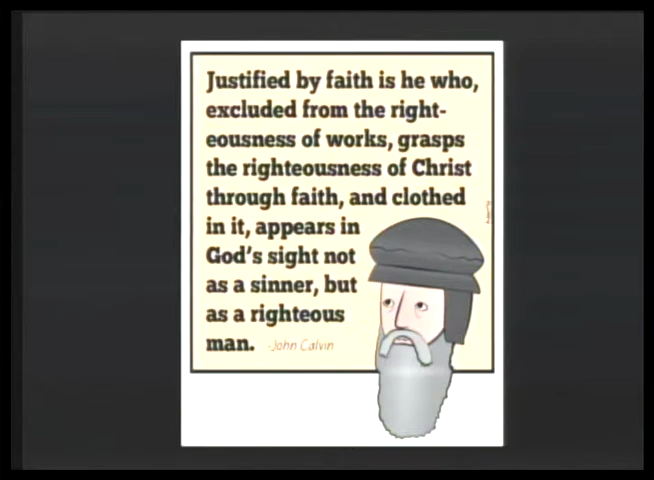 Justified by faith is he who,
excluded from the right-
eousness of works, grasps
the righteousness of Christ
through faith, and clothed
in it, appears in
God's sight not
as a sinner, but
as a righteous
man. -John Calvin